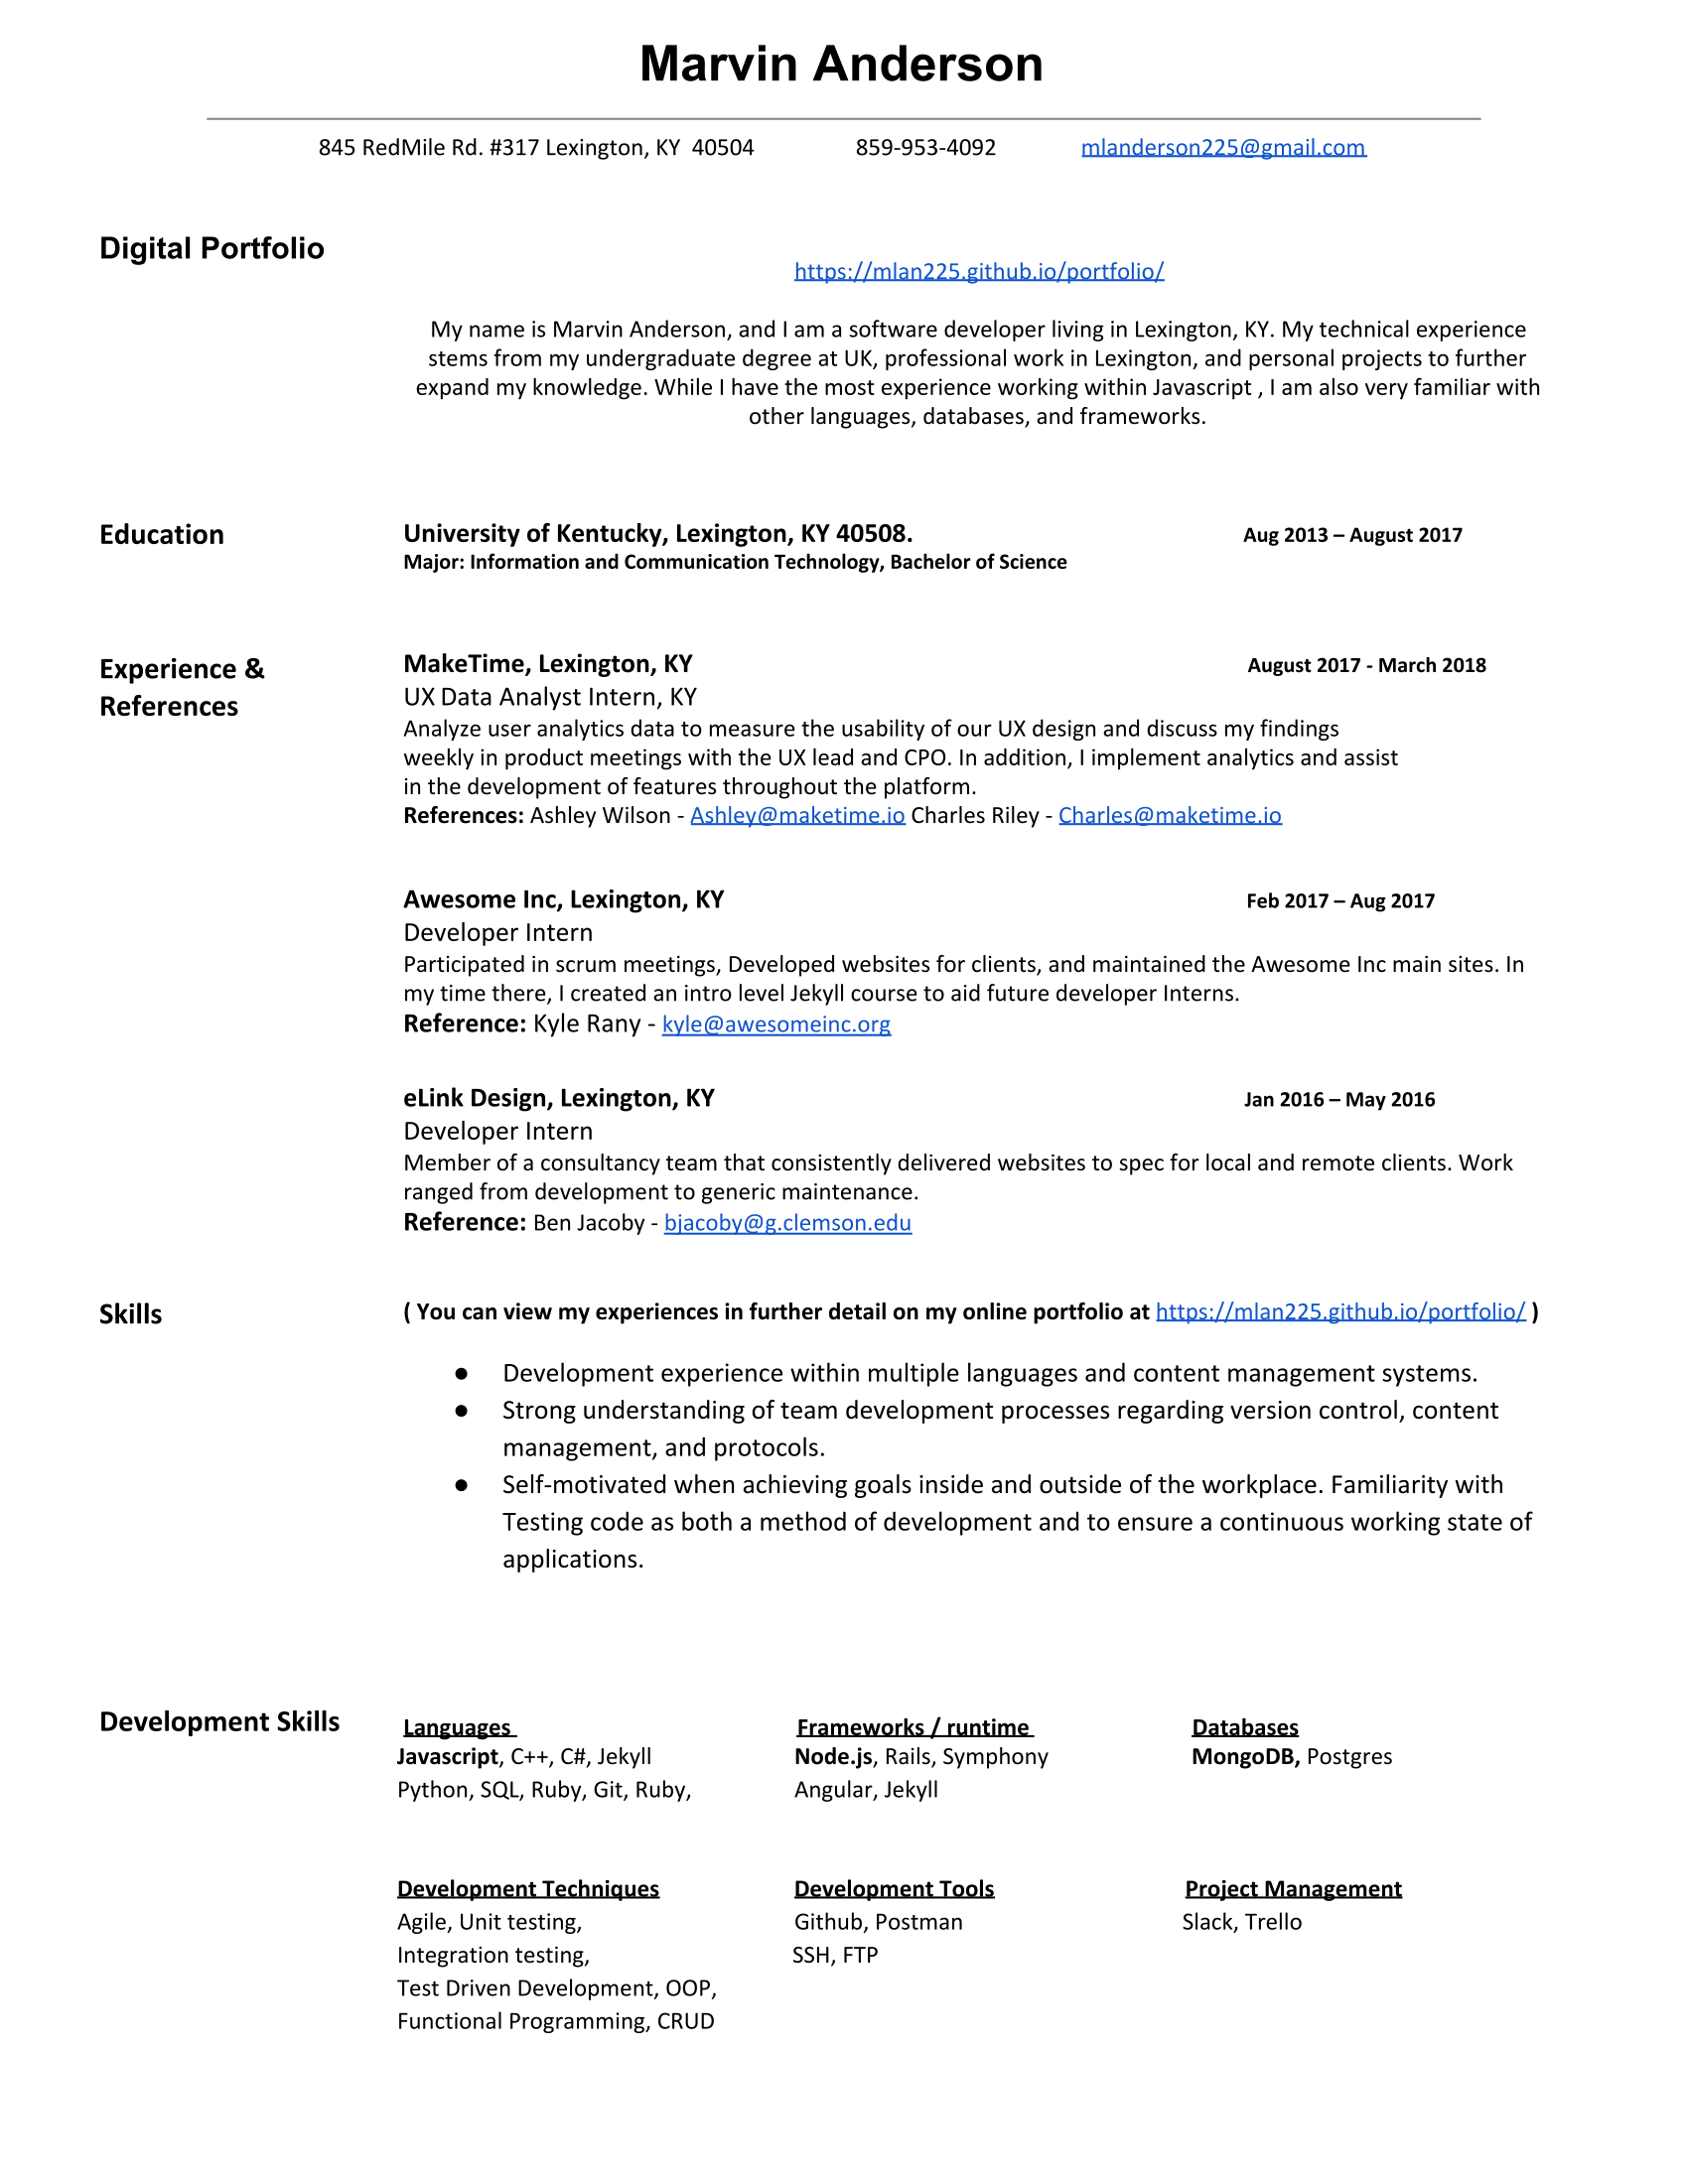 Marvin Anderson
845 RedMile Rd. #317 Lexington, KY 40504 859-953-4092 mlanderson225@gmail.com
Digital Portfolio
https://mlan225.github.io/portfolio/
My name is Marvin Anderson, and I am a software developer living in Lexington, KY. My technical experience
stems from my undergraduate degree at UK, professional work in Lexington, and personal projects to further
expand my knowledge. While I have the most experience working within Javascript , I am also very familiar with
other languages, databases, and frameworks.
Education University of Kentucky, Lexington, KY 40508. Aug 2013 – August 2017
Major: Information and Communication Technology, Bachelor of Science
Experience & MakeTime, Lexington, KY August 2017 - March 2018
References UX Data Analyst Intern, KY
Analyze user analytics data to measure the usability of our UX design and discuss my findings
weekly in product meetings with the UX lead and CPO. In addition, I implement analytics and assist
in the development of features throughout the platform.
References: Ashley Wilson - Ashley@maketime.io Charles Riley - Charles@maketime.io
Awesome Inc, Lexington, KY Feb 2017 – Aug 2017
Developer Intern
Participated in scrum meetings, Developed websites for clients, and maintained the Awesome Inc main sites. In
my time there, I created an intro level Jekyll course to aid future developer Interns.
Reference: Kyle Rany - kyle@awesomeinc.org
eLink Design, Lexington, KY Jan 2016 – May 2016
Developer Intern
Member of a consultancy team that consistently delivered websites to spec for local and remote clients. Work
ranged from development to generic maintenance.
Reference: Ben Jacoby - bjacoby@g.clemson.edu
Skills ( You can view my experiences in further detail on my online portfolio at https://mlan225.github.io/portfolio/ )
● Development experience within multiple languages and content management systems.
● Strong understanding of team development processes regarding version control, content
management, and protocols.
● Self-motivated when achieving goals inside and outside of the workplace. Familiarity with
Testing code as both a method of development and to ensure a continuous working state of
applications.
Development Skills Languages Frameworks / runtime Databases
Javascript, C++, C#, Jekyll Node.js, Rails, Symphony MongoDB, Postgres
Python, SQL, Ruby, Git, Ruby, Angular, Jekyll
Development Techniques Development Tools Project Management
Agile, Unit testing, Github, Postman Slack, Trello
Integration testing, SSH, FTP
Test Driven Development, OOP,
Functional Programming, CRUD